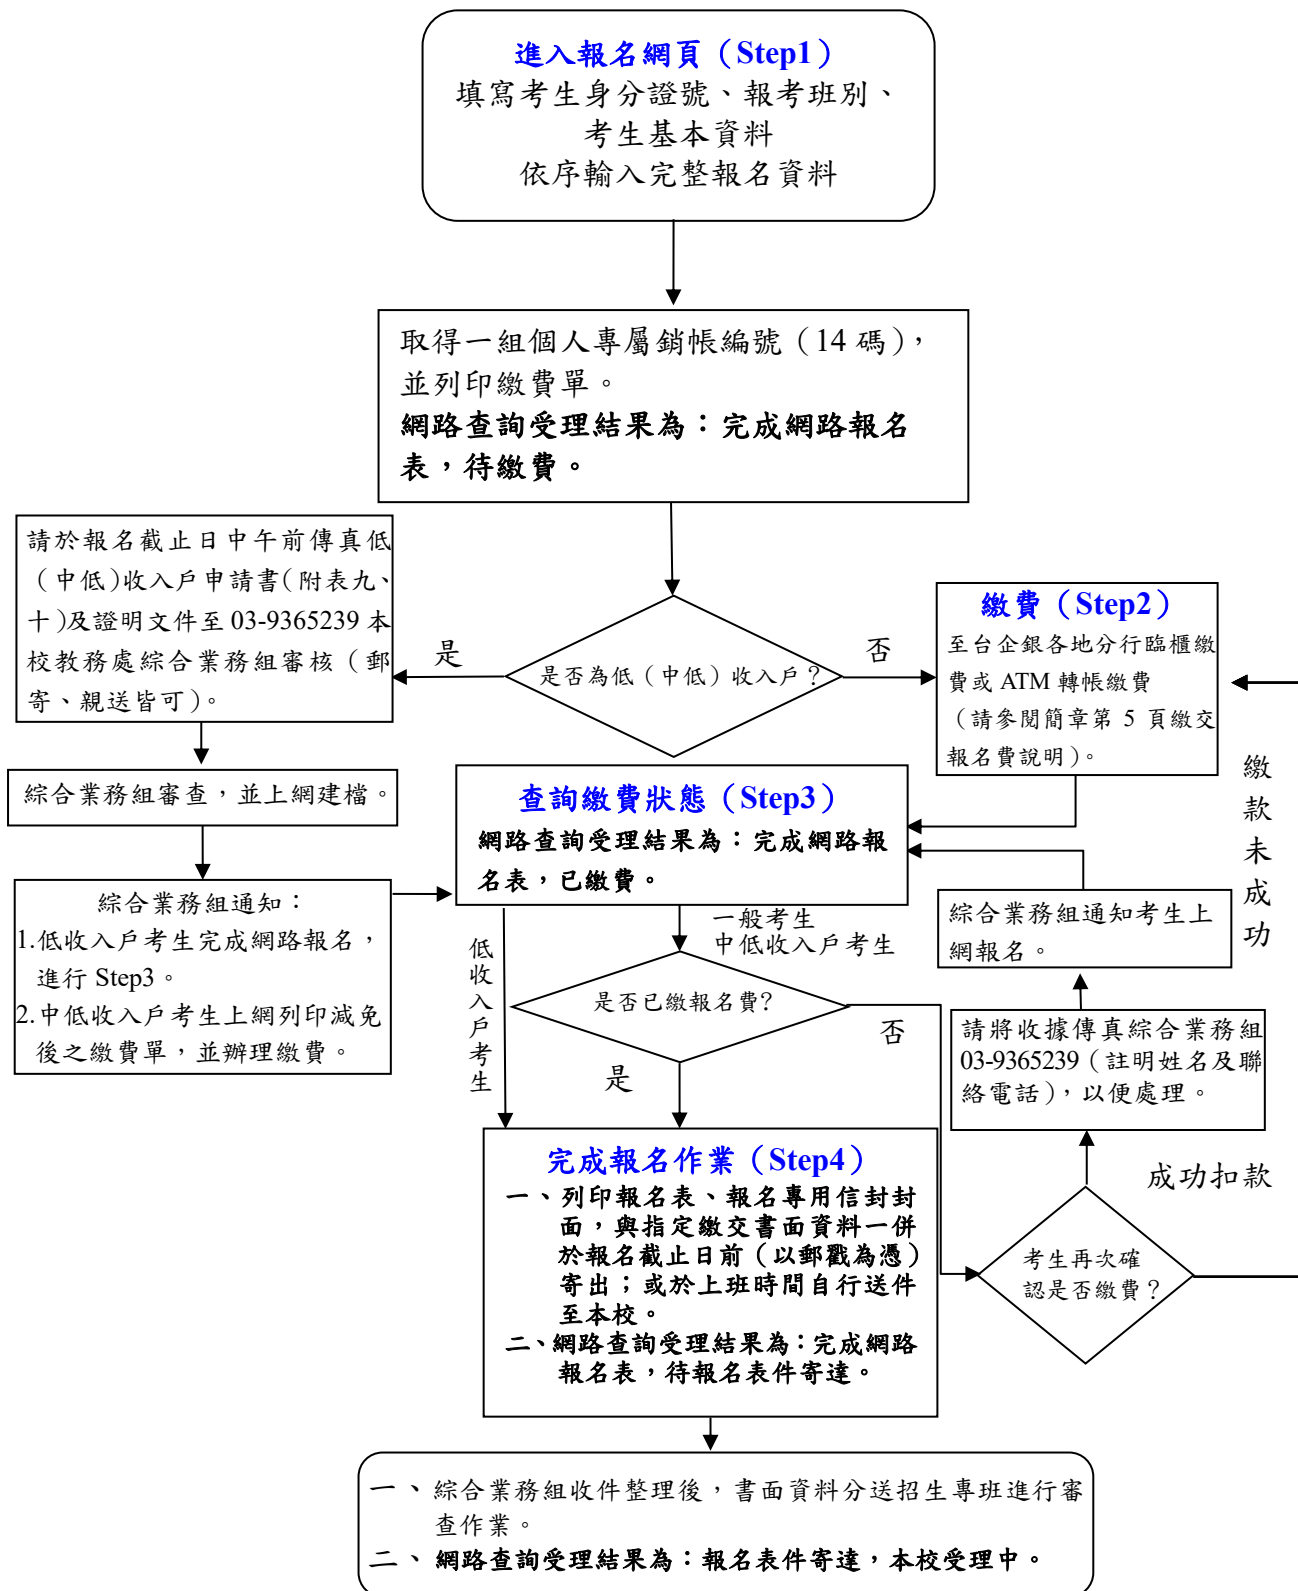 進入報名網頁（Step1）
填寫考生身分證號、報考班別、
考生基本資料
依序輸入完整報名資料
取得一組個人專屬銷帳編號（14 碼），
並列印繳費單。
網路查詢受理結果為：完成網路報名
表，待繳費。
請於報名截止日中午前傳真低
（中低）收入戶申請書（附表九、
十）及證明文件至 03-9365239 本
校教務處綜合業務組審核（郵
寄、親送皆可）。
是
是否為低（中低）收入戶？
否
繳費（Step2）
至台企銀各地分行臨櫃繳
費或 ATM 轉帳繳費
（請參閱簡章第 5 頁繳交
報名費說明）。
綜合業務組審查，並上網建檔。
查詢繳費狀態（Step3）
網路查詢受理結果為：完成網路報
名表，已繳費。
繳款未成功
綜合業務組通知：
1.低收入戶考生完成網路報名，
進行 Step3。
2.中低收入戶考生上網列印減免
後之繳費單，並辦理繳費。
低收入戶考生
一般考生
中低收入戶考生
綜合業務組通知考生上
網報名。
是否已繳報名費?
否
是
請將收據傳真綜合業務組
03-9365239（註明姓名及聯
絡電話），以便處理。
完成報名作業（Step4）
一、列印報名表、報名專用信封封
面，與指定繳交書面資料一併
於報名截止日前（以郵戳為憑）
寄出；或於上班時間自行送件
至本校。
二、網路查詢受理結果為：完成網路
報名表，待報名表件寄達。
成功扣款
考生再次確
認是否繳費？
一、綜合業務組收件整理後，書面資料分送招生專班進行審
查作業。
二、網路查詢受理結果為：報名表件寄達，本校受理中。